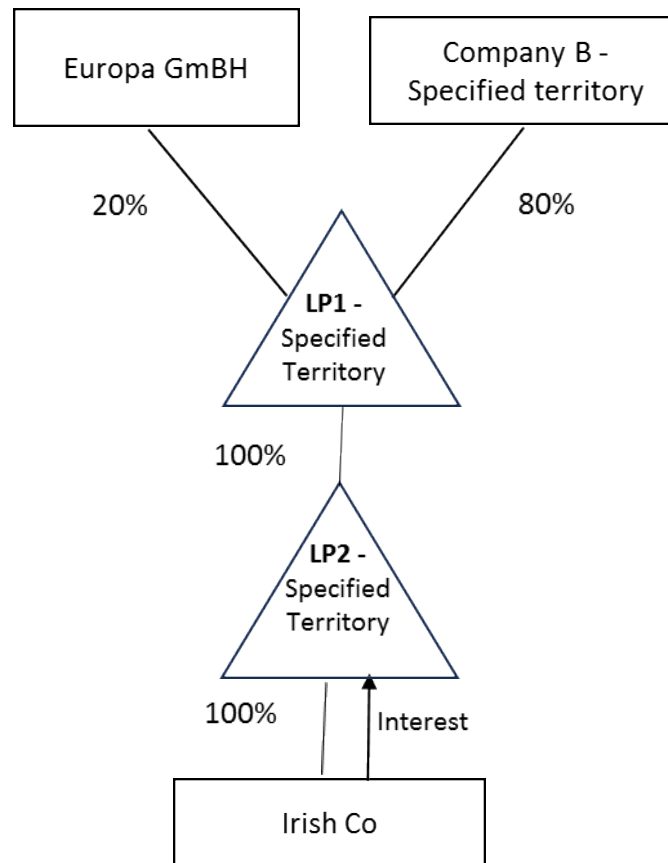 Europa GmBH
Company B -
Specified territory
20%
80%
LP1 -
Specified
Territory
100%
LP2 -
Specified
Territory
100%
Interest
Irish Co